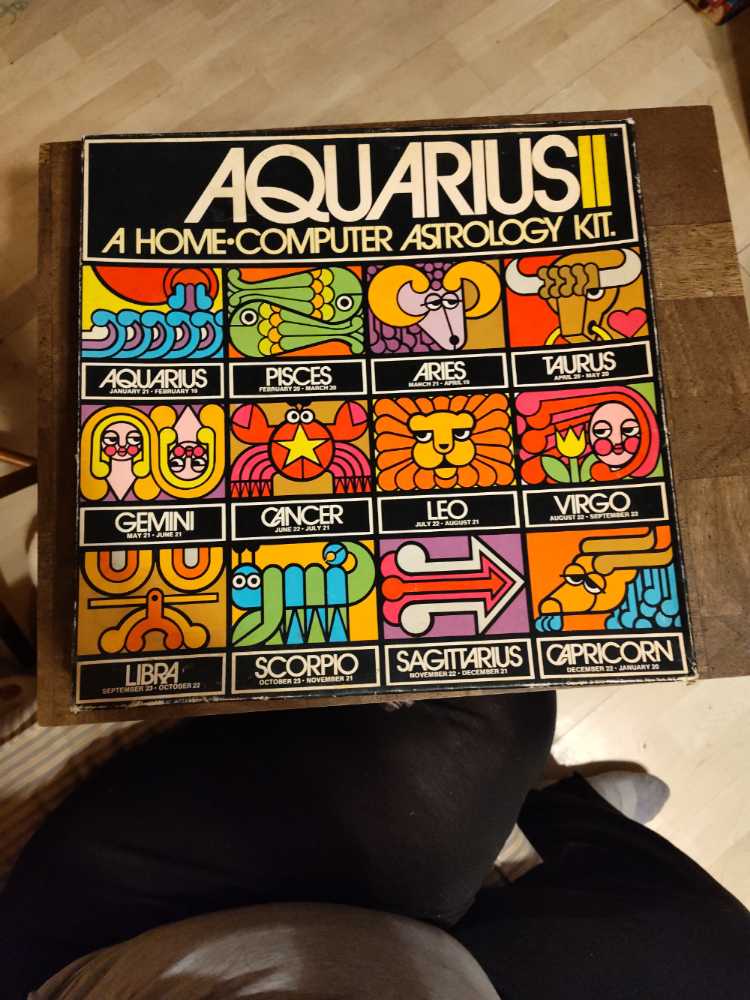 AQUARIUS II
A HOME•COMPUTER ASTROLOGY KIT.
AQUARIUS
JANUARY 21 • FEBRUARY 19
PISCES
FEBRUARY 20 • MARCH 20
ARIES
MARCH 21 • APRIL 19
TAURUS
APRIL 20 • MAY 20
GEMINI
MAY 21 • JUNE 21
CANCER
JUNE 22 • JULY 21
LEO
JULY 22 • AUGUST 21
VIRGO
AUGUST 22 • SEPTEMBER 22
LIBRA
SEPTEMBER 23 • OCTOBER 22
SCORPIO
OCTOBER 23 • NOVEMBER 21
SAGITTARIUS
NOVEMBER 22 • DECEMBER 21
CAPRICORN
DECEMBER 22 • JANUARY 20